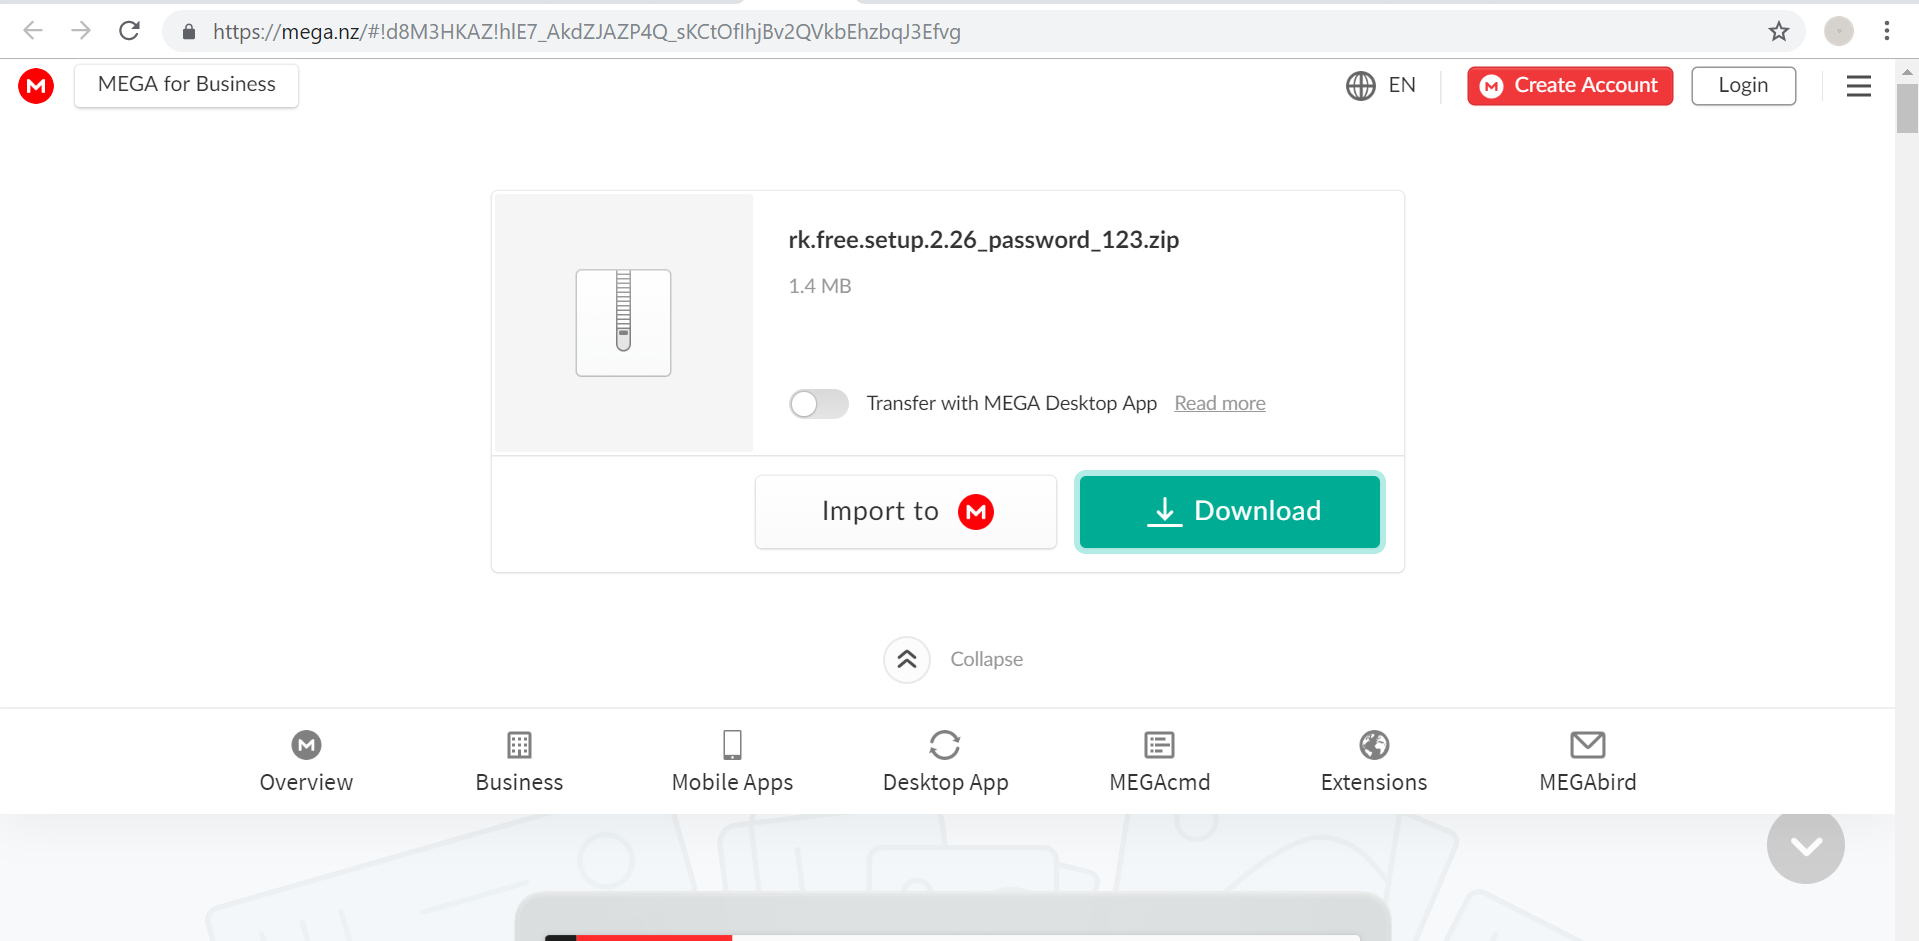 https://mega.nz/#!d8M3HKAZ!hlE7_AkdZJAZP4Q_sKCtOfIhjBv2QVkbEhzbqJ3Efvg
MEGA for Business
EN
Create Account
Login
rk.free.setup.2.26_password_123.zip
1.4 MB
Transfer with MEGA Desktop App Read more
Import to
Download
Collapse
Overview
Business
Mobile Apps
Desktop App
MEGAcmd
Extensions
MEGAbird